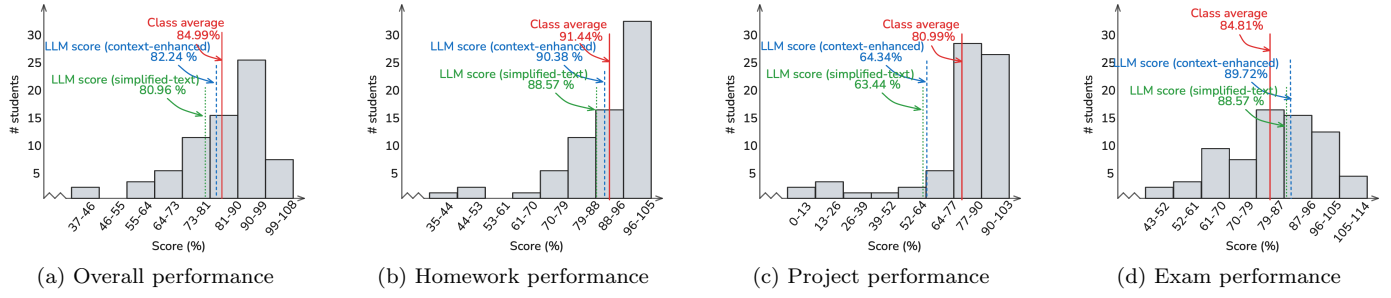 Class average
84.99%
LLM score (context-enhanced)
82.24 %
LLM score (simplified-text)
80.96 %
# students
30
25
20
15
10
5
37-46
46-55
55-64
64-73
73-81
81-90
90-99
99-108
Score (%)
(a) Overall performance
Class average
91.44%
LLM score (context-enhanced)
90.38 %
LLM score (simplified-text)
88.57 %
# students
30
25
20
15
10
5
35-44
44-53
53-61
61-70
70-79
79-88
88-96
96-105
Score (%)
(b) Homework performance
Class average
80.99%
LLM score (context-enhanced)
64.34%
LLM score (simplified-text)
63.44 %
# students
30
25
20
15
10
5
0-13
13-26
26-39
39-52
52-64
64-77
77-90
90-103
Score (%)
(c) Project performance
Class average
84.81%
LLM score (context-enhanced)
89.72%
LLM score (simplified-text)
88.57 %
# students
30
25
20
15
10
5
43-52
52-61
61-70
70-79
79-87
87-96
96-105
105-114
Score (%)
(d) Exam performance